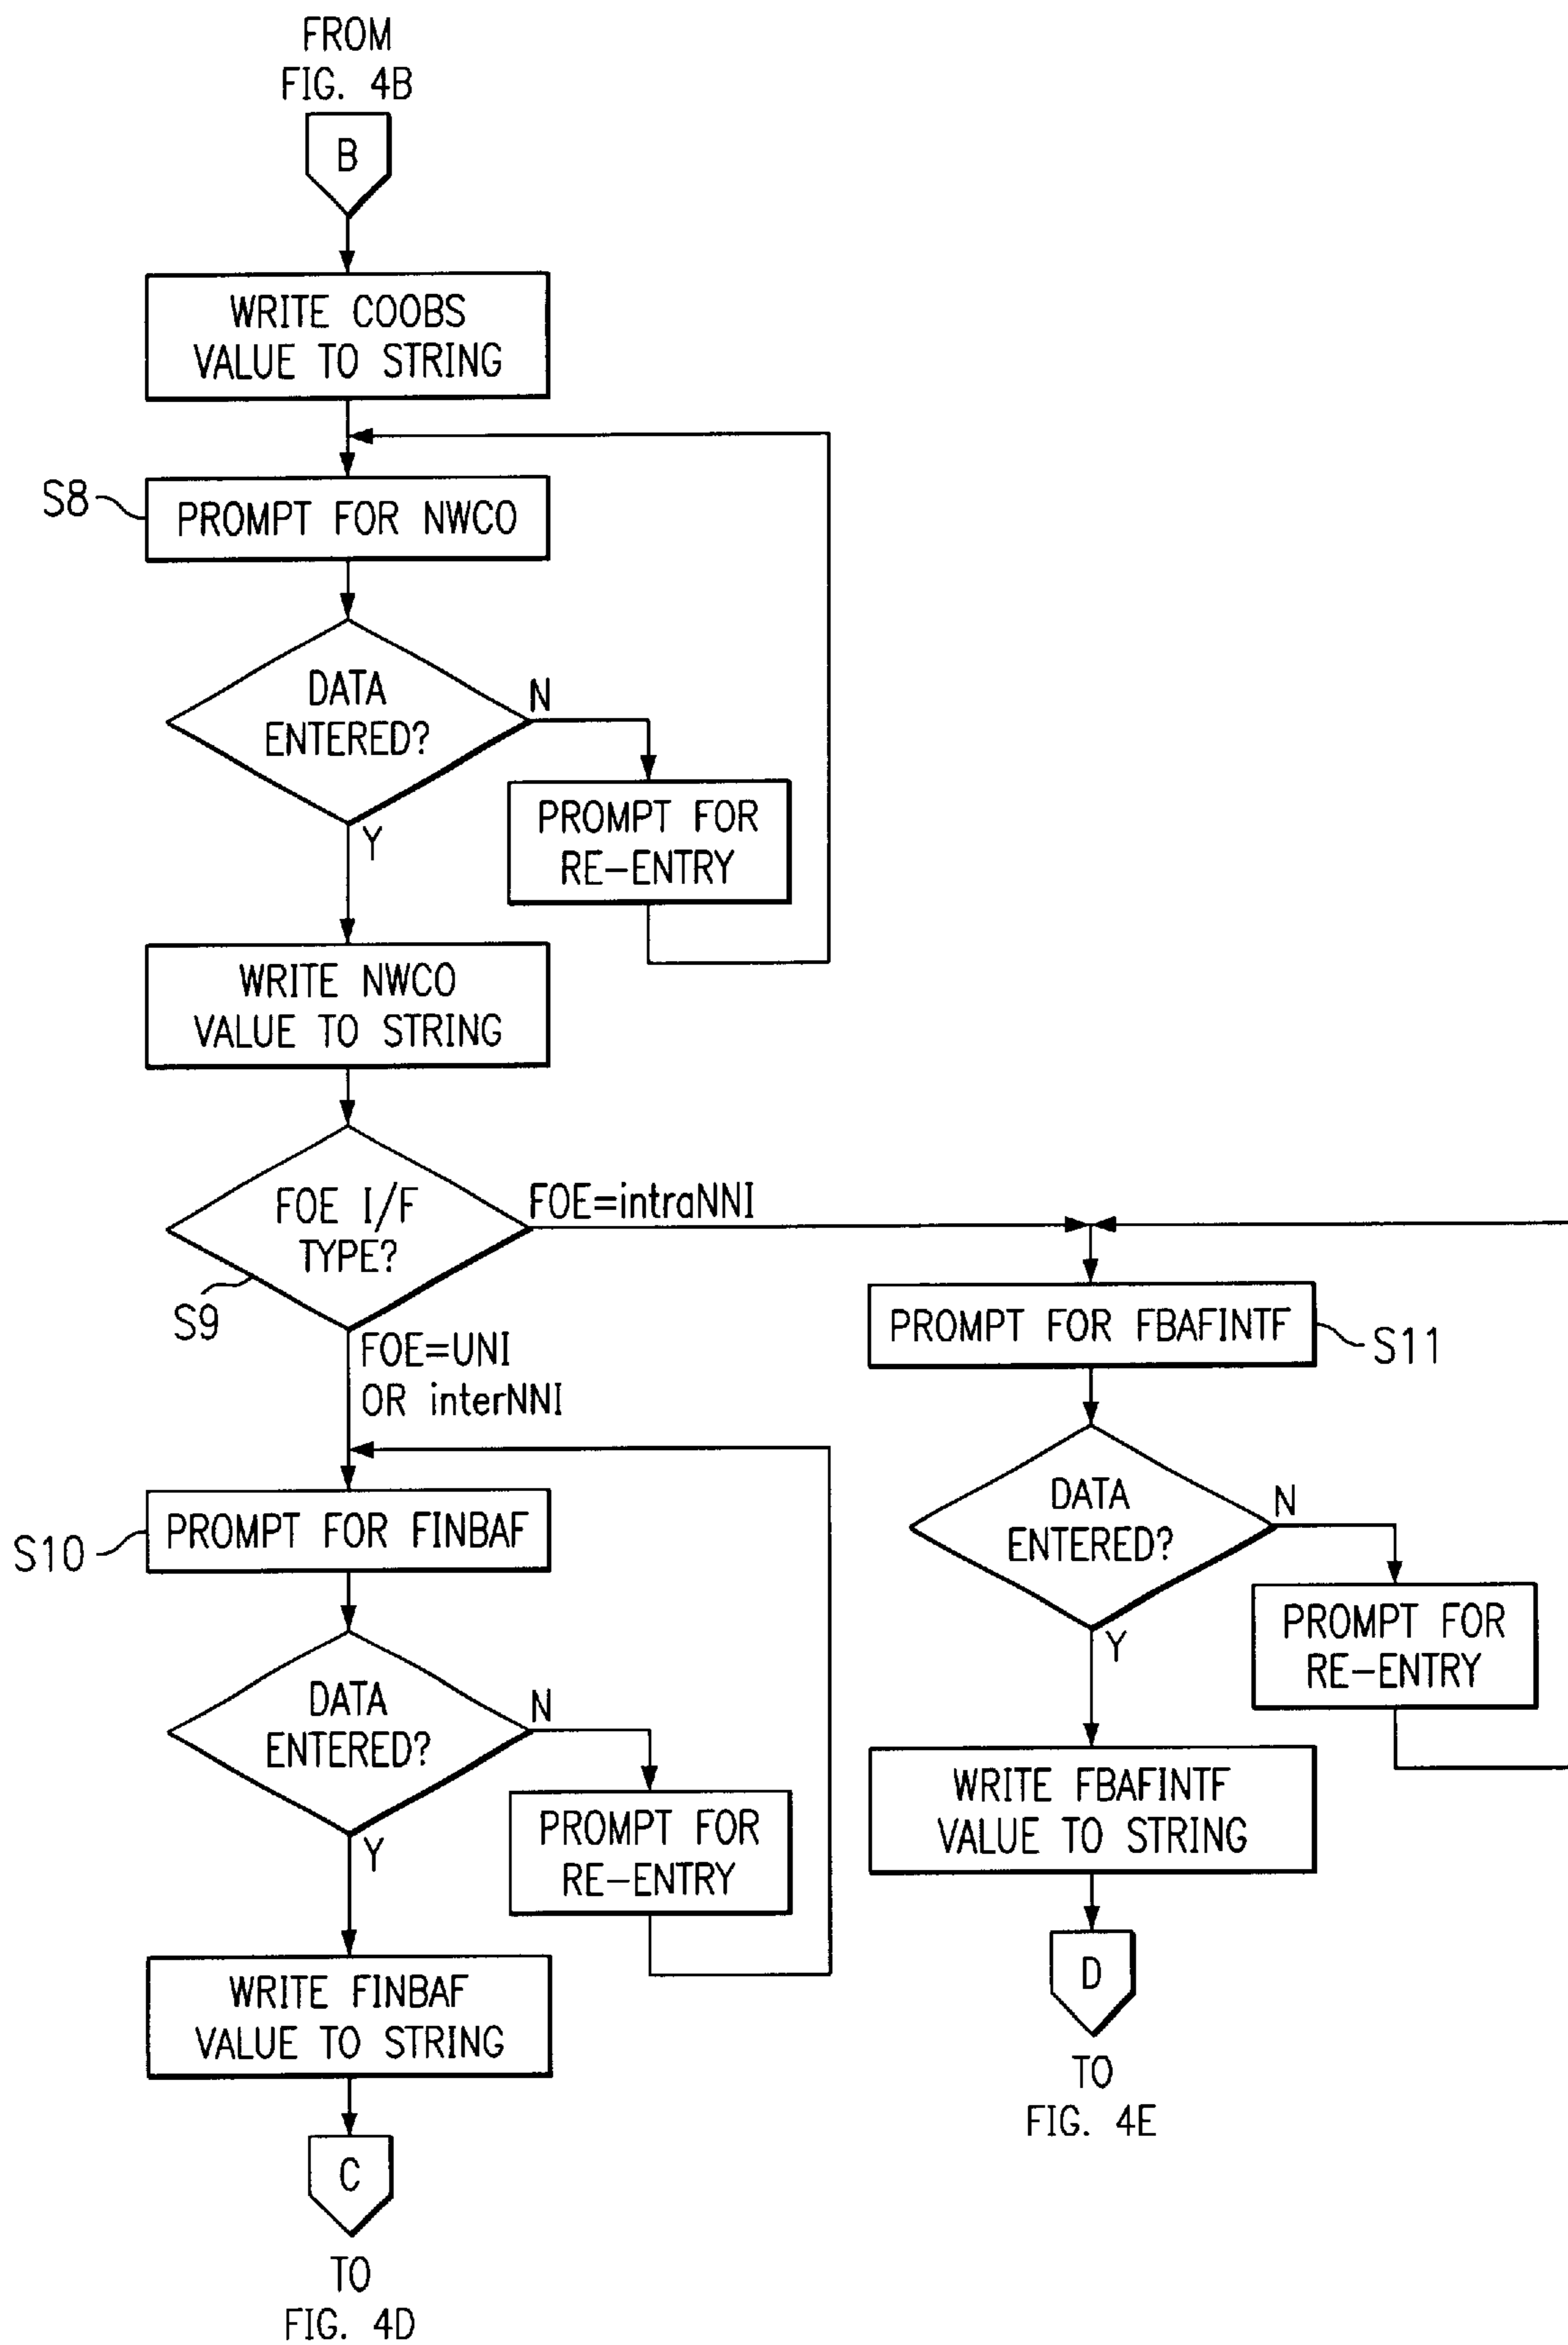 FROM
FIG. 4B
B
WRITE COOBS
VALUE TO STRING
S8
PROMPT FOR NWCO
DATA
ENTERED?
N
Y
PROMPT FOR
RE-ENTRY
WRITE NWCO
VALUE TO STRING
FOE I/F
TYPE?
S9
FOE=intraNNI
FOE=UNI
OR interNNI
S10
PROMPT FOR FINBAF
DATA
ENTERED?
N
Y
PROMPT FOR
RE-ENTRY
WRITE FINBAF
VALUE TO STRING
C
TO
FIG. 4D
PROMPT FOR FBAFINTF
S11
DATA
ENTERED?
N
Y
PROMPT FOR
RE-ENTRY
WRITE FBAFINTF
VALUE TO STRING
D
TO
FIG. 4E